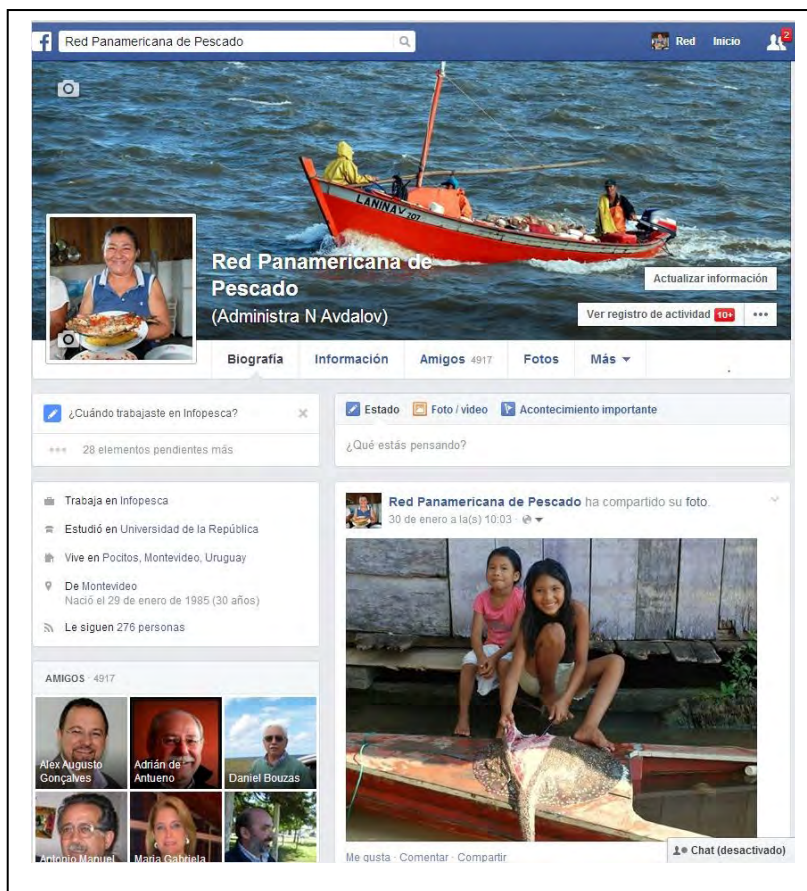 f Red Panamericana de Pescado
Red Inicio 2
LANINAV 207
Red Panamericana de
Pescado
(Administra N Avdalov)
Actualizar información
Ver registro de actividad 10+ •••
Biografía Información Amigos 4917 Fotos Más
¿Cuándo trabajaste en Infopesca? ×
••• 28 elementos pendientes más
Trabaja en Infopesca
Estudió en Universidad de la República
Vive en Pocitos, Montevideo, Uruguay
De Montevideo
Nació el 29 de enero de 1985 (30 años)
Le siguen 276 personas
AMIGOS · 4917
Alex Augusto
Gonçalves
Adrián de
Antueno
Daniel Bouzas
Antonio Manuel
Maria Gabriela
Estado Foto / vídeo Acontecimiento importante
¿Qué estás pensando?
Red Panamericana de Pescado ha compartido su foto.
30 de enero a la(s) 10:03 ·
Me gusta · Comentar · Compartir
Chat (desactivado)